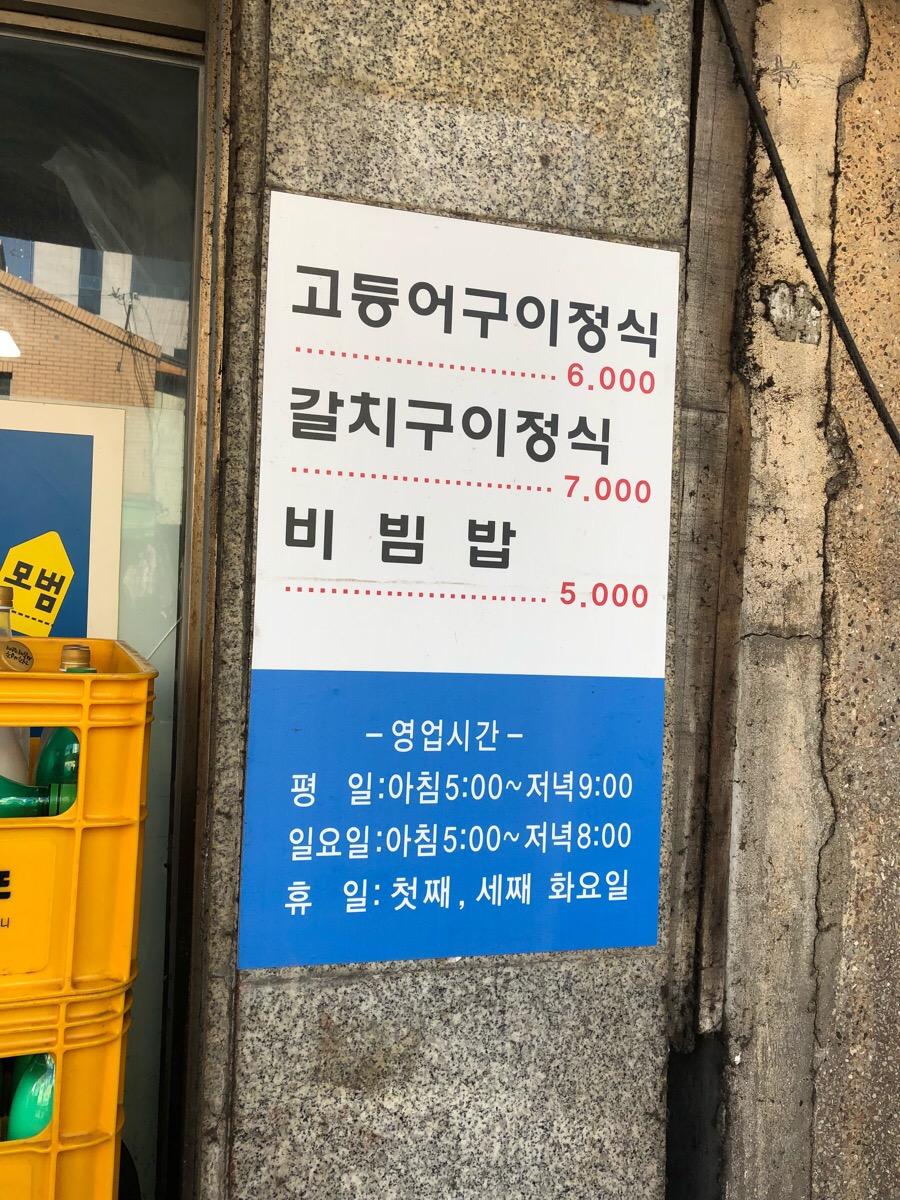 고등어구이정식
........................... 6.000
갈치구이정식
........................... 7.000
비 빔 밥
........................... 5.000
-영업시간-
평 일:아침5:00~저녁9:00
일요일:아침5:00~저녁8:00
휴 일: 첫째, 세째 화요일
모범